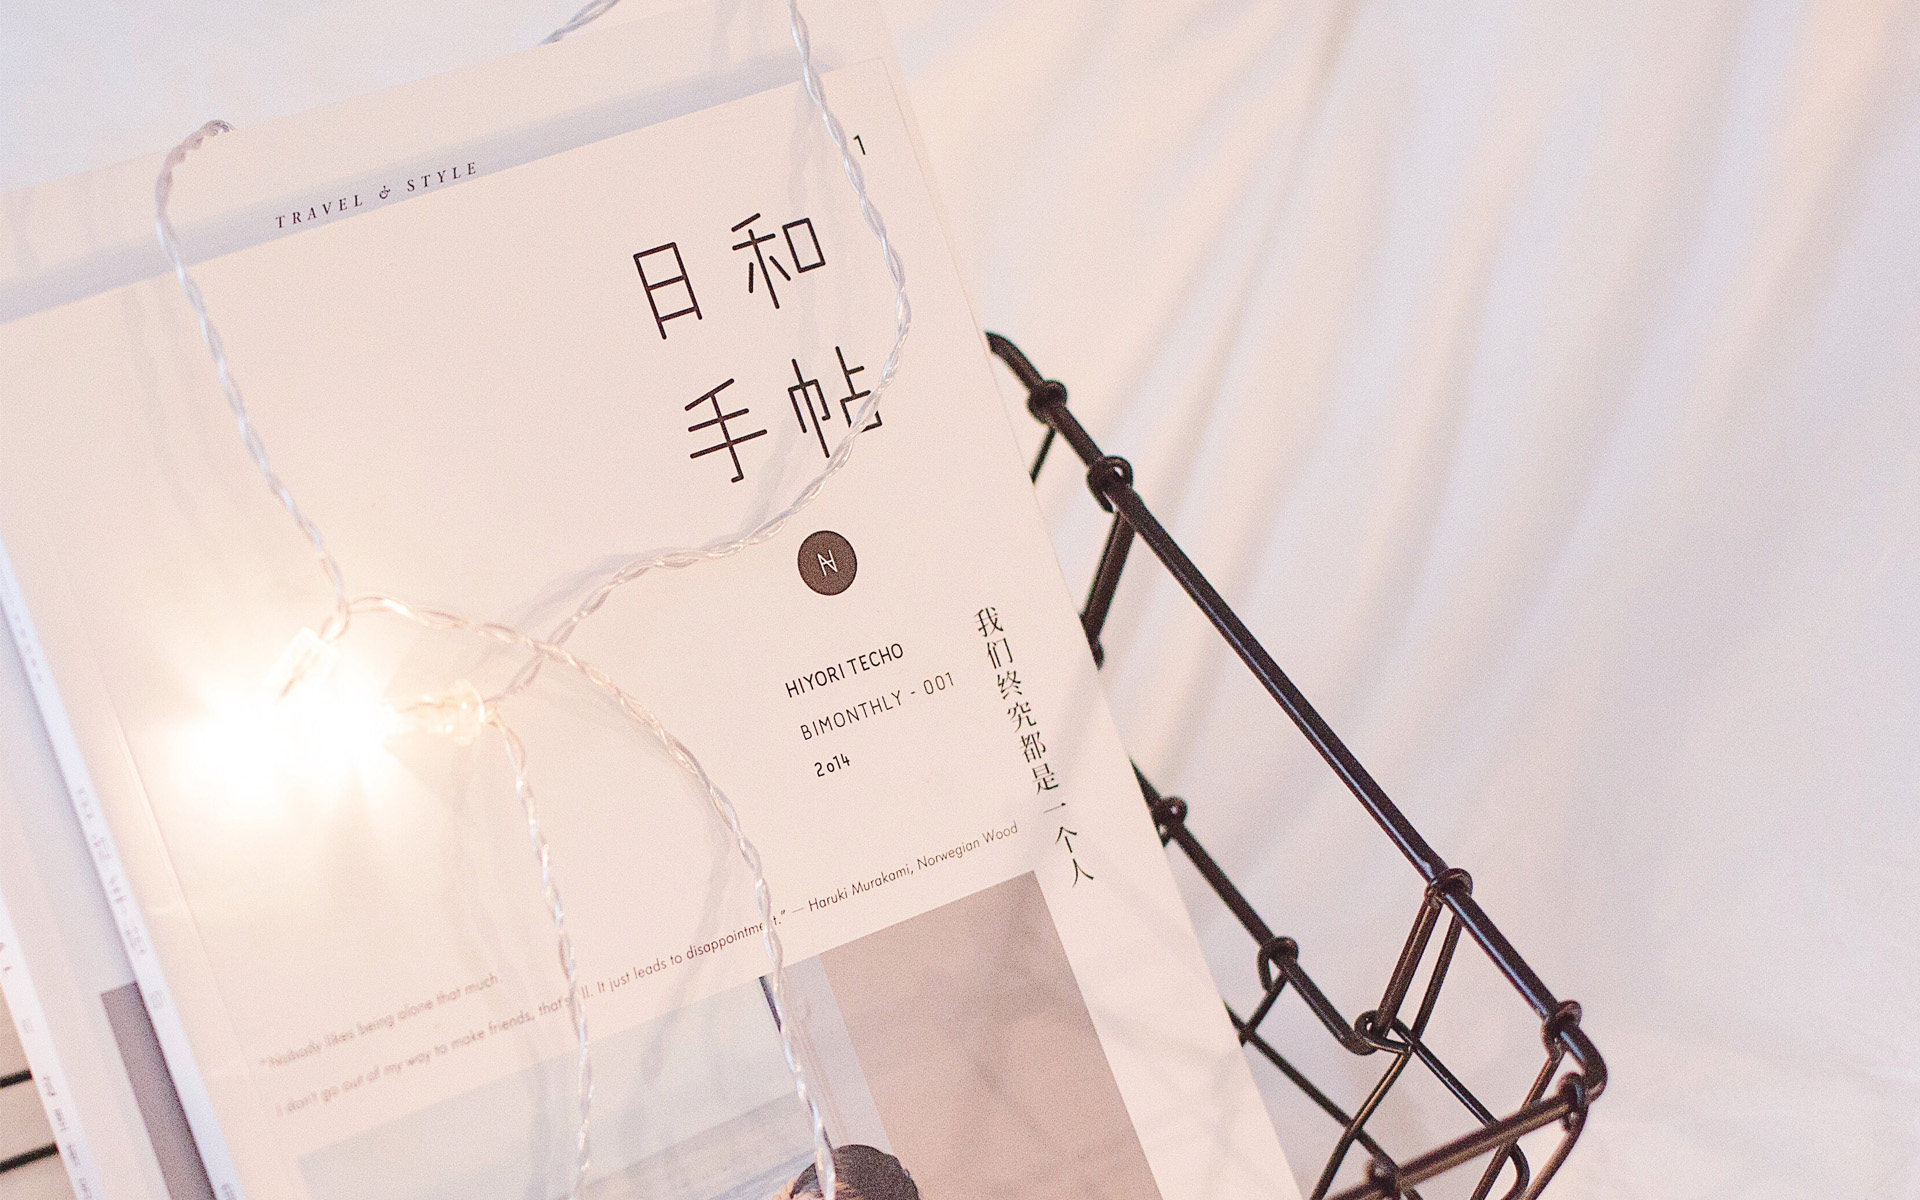 TRAVEL & STYLE
1
日和
手帖
N
HIYORI TECHO
BIMONTHLY - 001
2014
我们终究都是一个人
“Nobody likes being alone that much.
I don't go out of my way to make friends, that's all. It just leads to disappointment.” — Haruki Murakami, Norwegian Wood